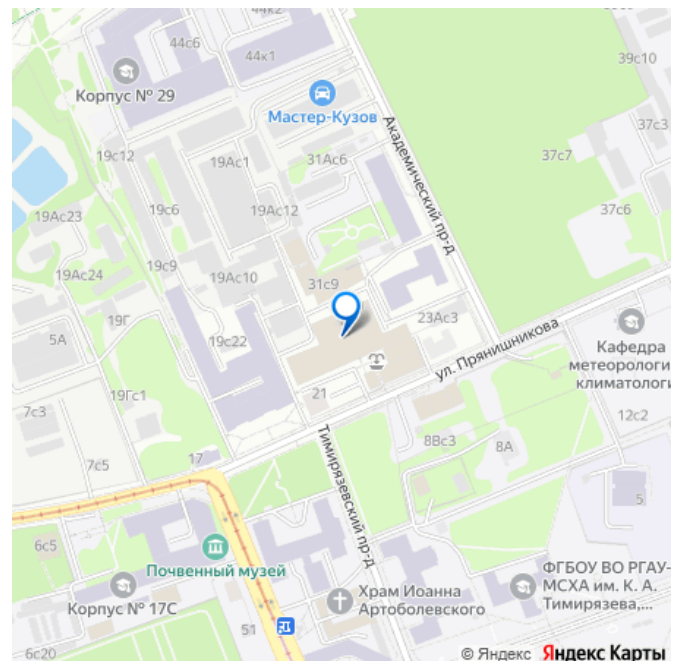 44к2
44с6
44к1
39с10
Корпус № 29
Мастер-Кузов
37с3
19с12
19Ас1
31Ас6
37с7
Академический пр-д
19Ас23
19с6
19Ас12
37с6
19Ас24
19с9
19Ас10
31с9
23Ас3
5А
19Г
19с22
ул. Прянишникова
Кафедра
метеорологии
климатологи
19Гс1
21
7с3
12с2
7с5
17
8Вс3
8А
Тимирязевский пр-д
5
6с5
Почвенный музей
ФГБОУ ВО РГАУ-
МСХА им. К. А.
Тимирязева,...
Корпус № 17С
Храм Иоанна
Артоболевского
51
6с20
© Яндекс Яндекс Карты